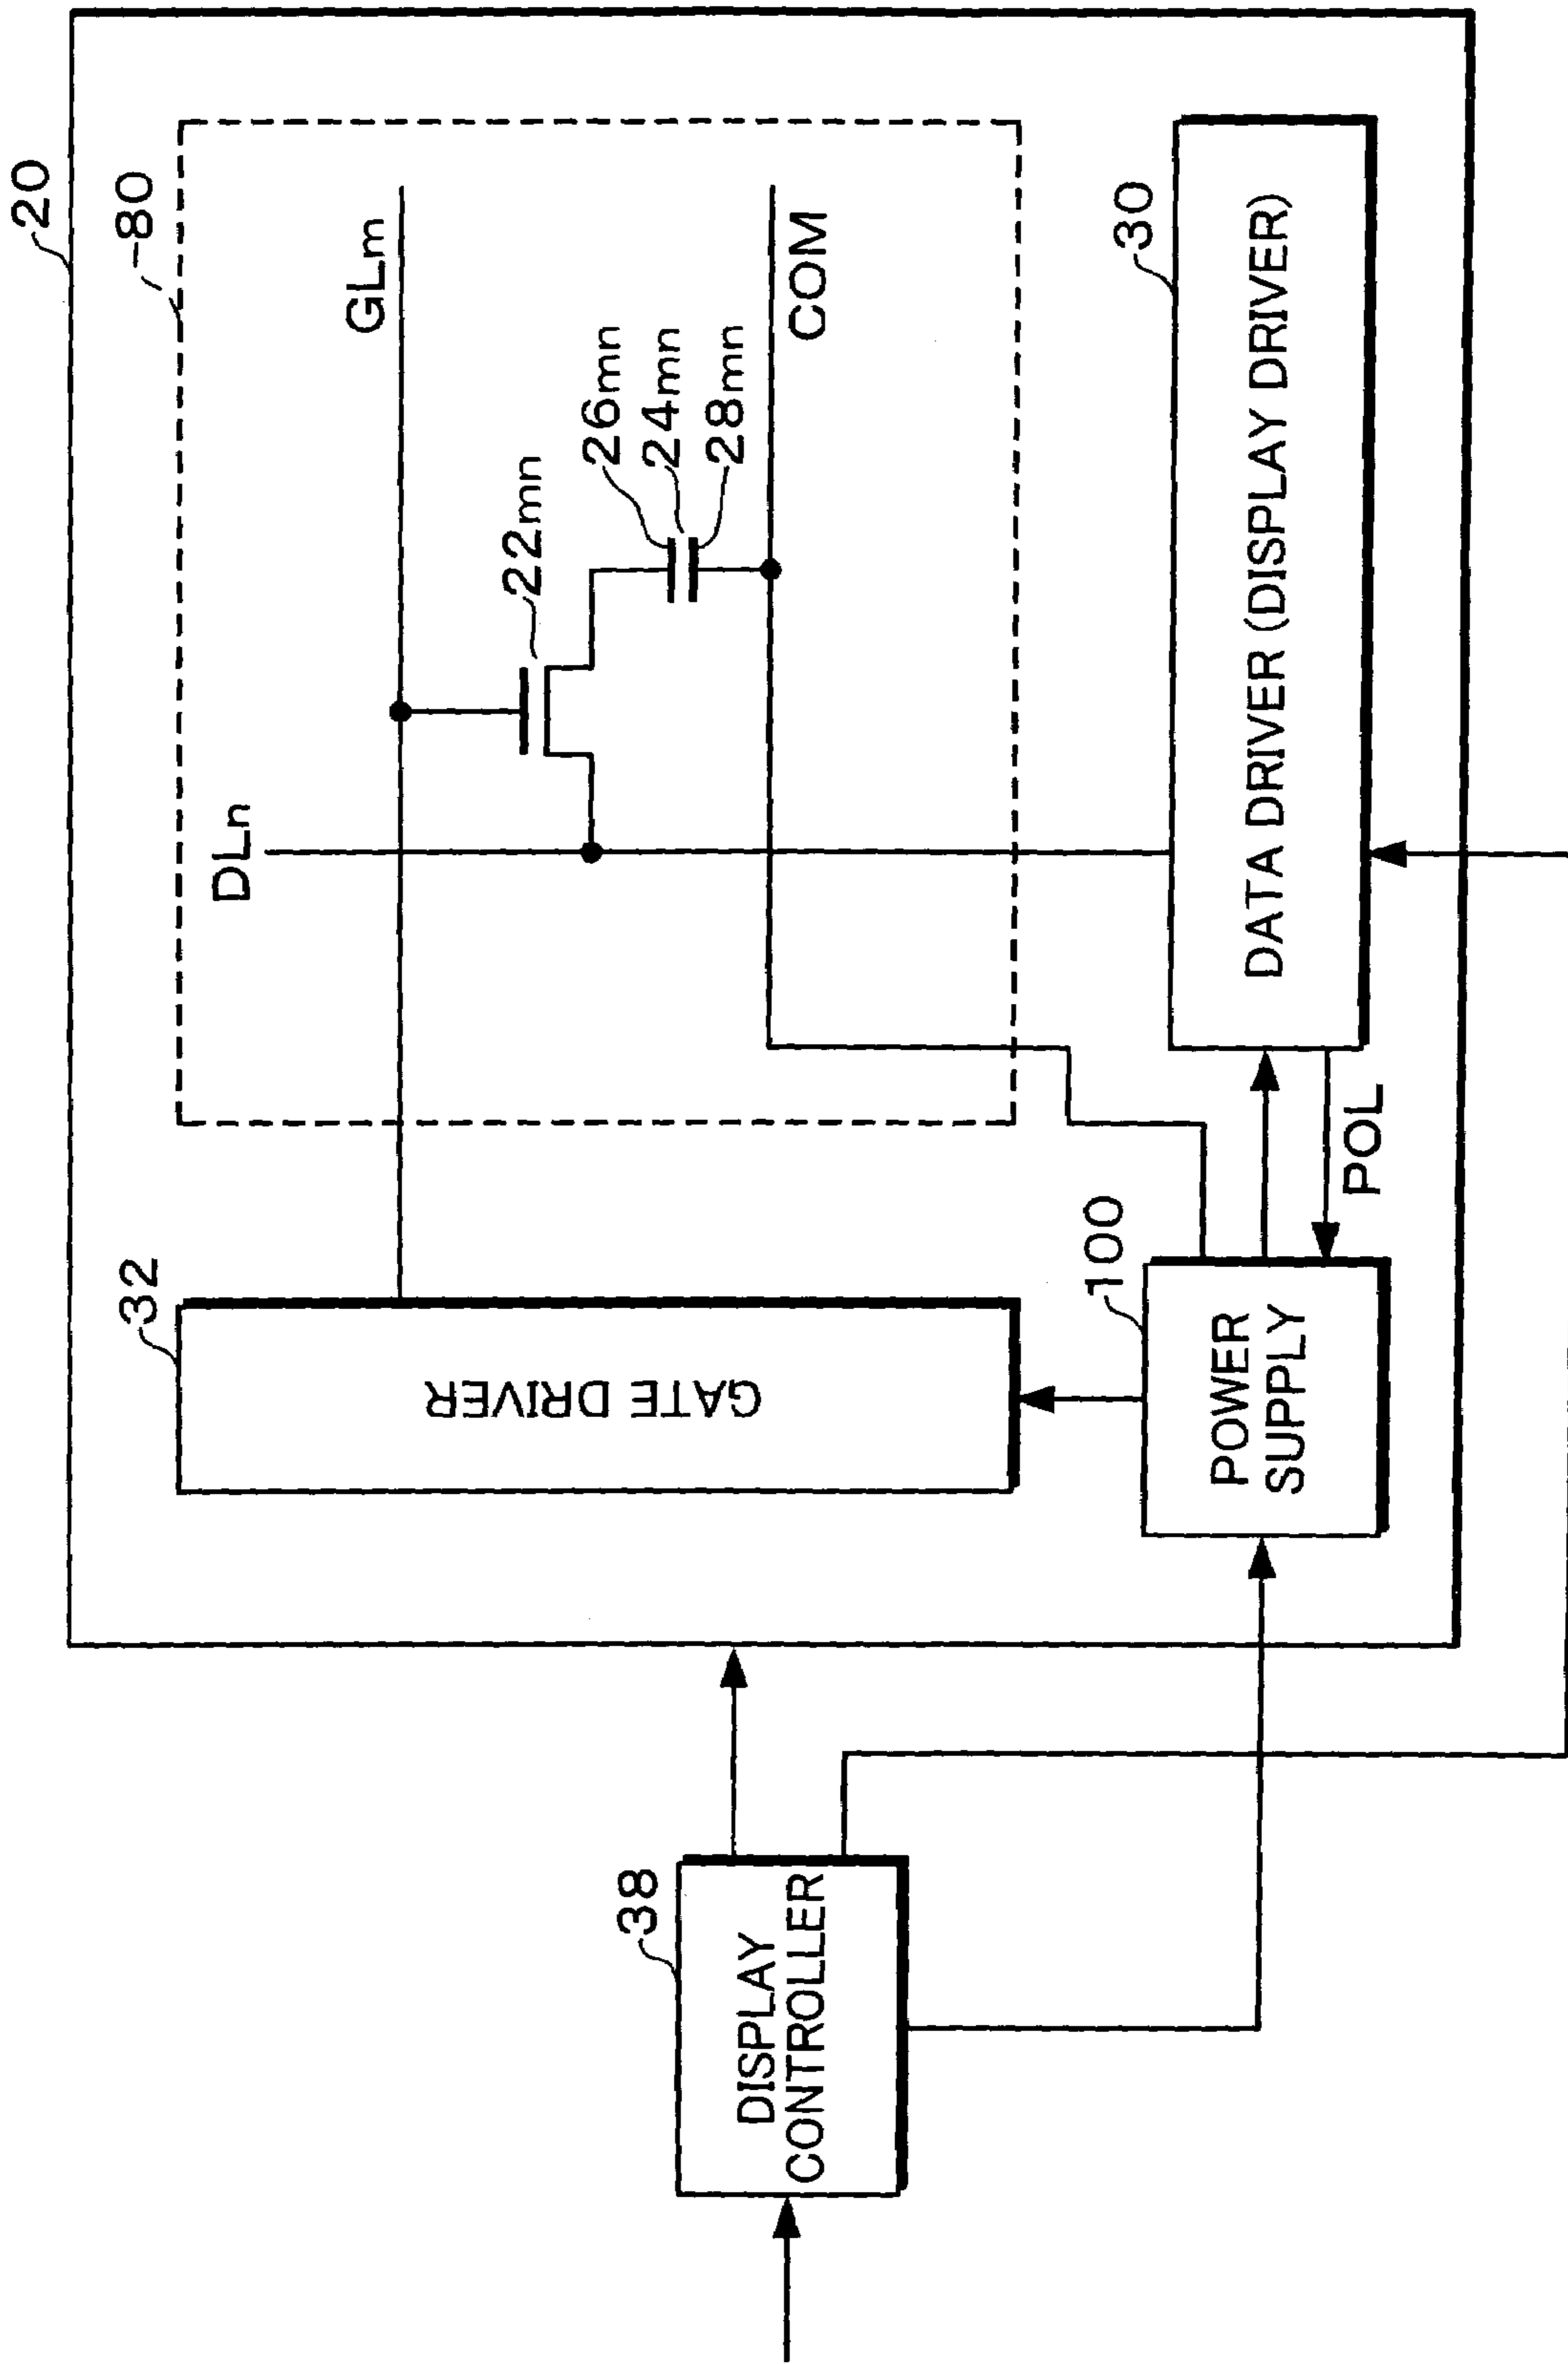 20
80
GLm
DLn
22mn
26mn
24mn
28mn
COM
32
GATE DRIVER
30
DATA DRIVER (DISPLAY DRIVER)
100
POWER
SUPPLY
POL
38
DISPLAY
CONTROLLER